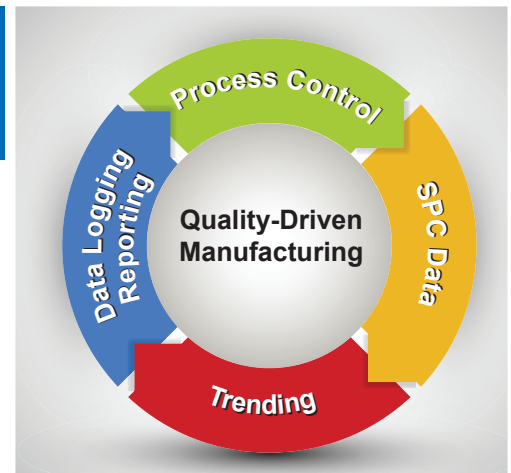 Process Control
SPC Data
Trending
Data Logging
Reporting
Quality-Driven
Manufacturing